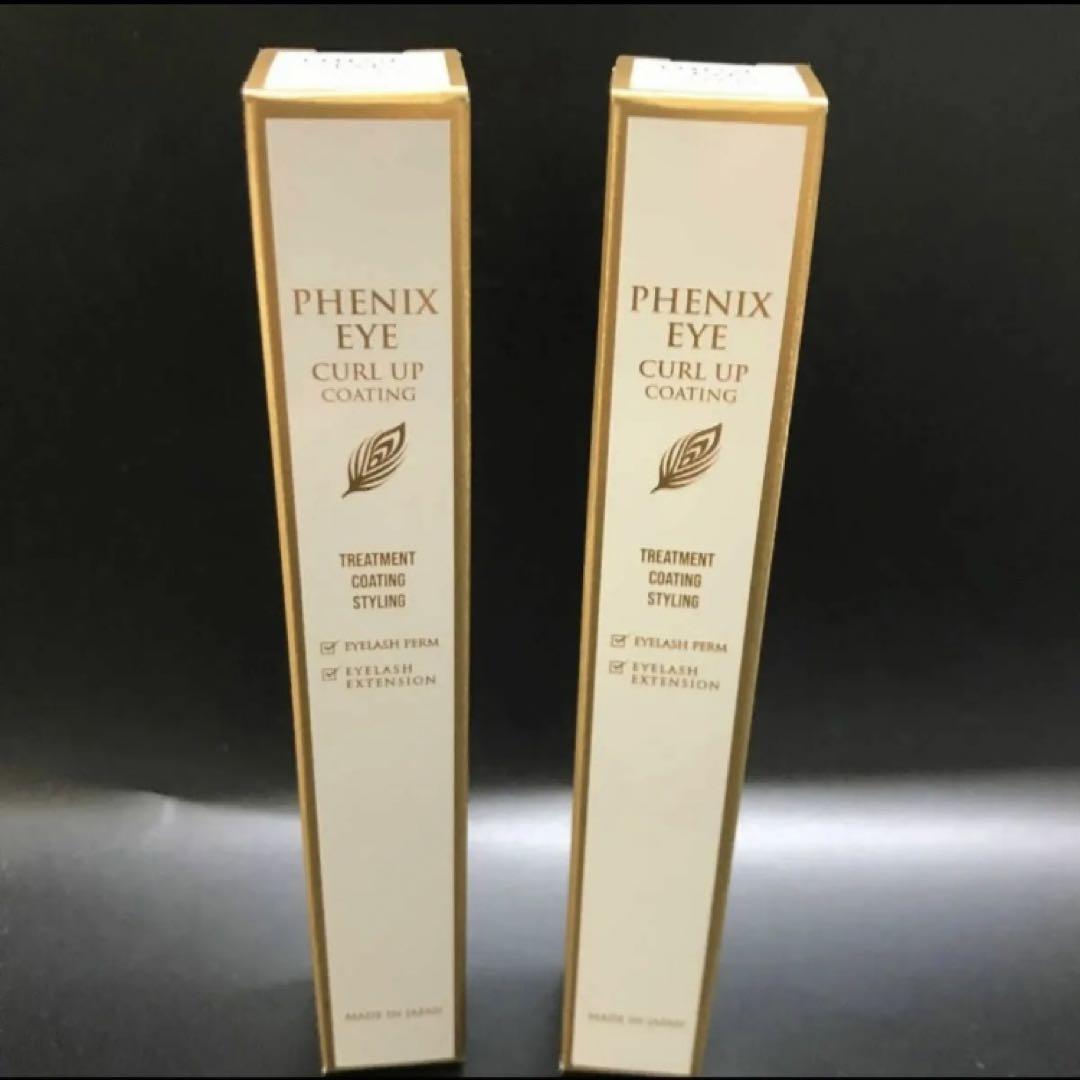 PHENIX
EYE
CURL UP
COATING
TREATMENT
COATING
STYLING
EYELASH PERM
EYELASH
EXTENSION
MADE IN JAPAN
PHENIX
EYE
CURL UP
COATING
TREATMENT
COATING
STYLING
EYELASH PERM
EYELASH
EXTENSION
MADE IN JAPAN